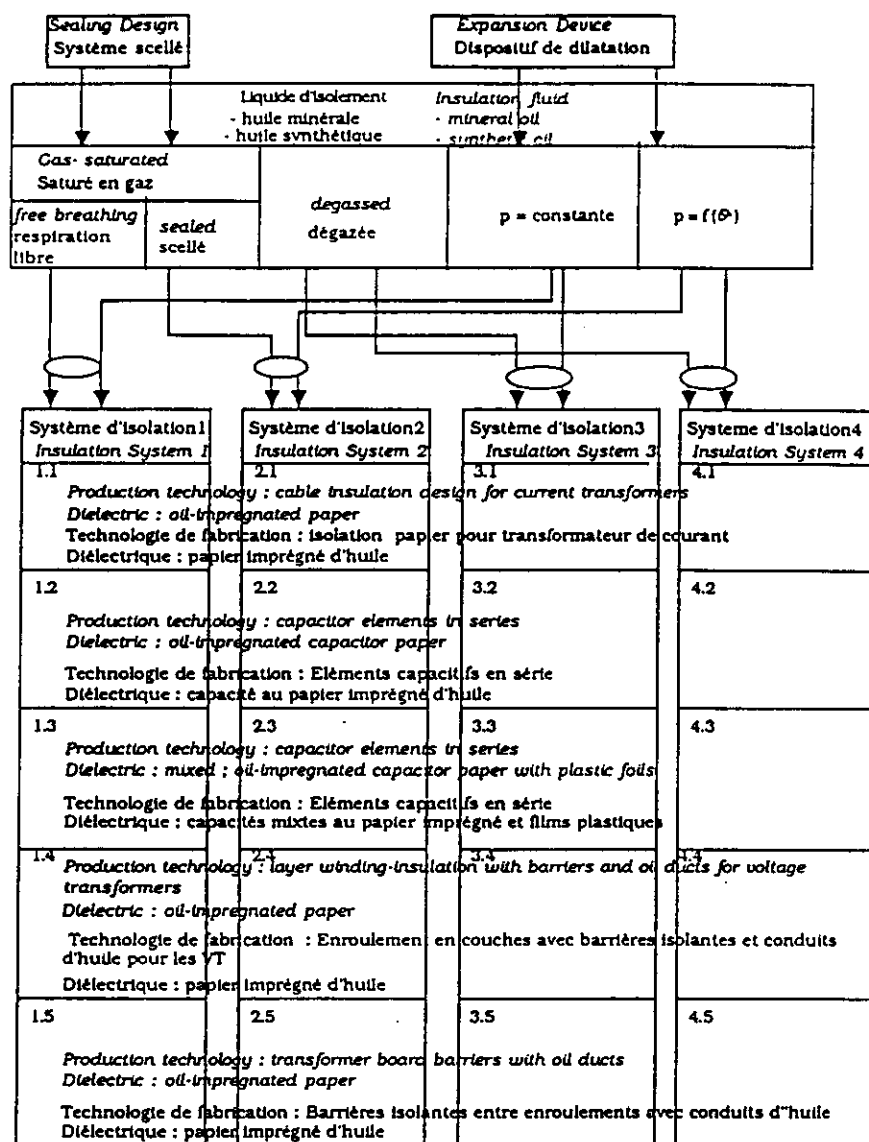 Sealing Design
Système scellé
Expansion Device
Dispositif de dilatation
Liquide d'isolement
- huile minérale
- huile synthétique
Insulation fluid
- mineral oil
- synthetic oil
Gas- saturated
Saturé en gaz
free breathing
respiration
libre
sealed
scellé
degassed
dégazée
p = constante
p = f(ϑ)
Système d'isolation1
Insulation System 1
Système d'isolation2
Insulation System 2
Système d'isolation3
Insulation System 3
Systeme d'isolation4
Insulation System 4
1.1 2.1 3.1 4.1
Production technology : cable insulation design for current transformers
Dielectric : oil-impregnated paper
Technologie de fabrication : isolation papier pour transformateur de courant
Diélectrique : papier imprégné d'huile
1.2 2.2 3.2 4.2
Production technology : capacitor elements in series
Dielectric : oil-impregnated capacitor paper
Technologie de fabrication : Eléments capacitifs en série
Diélectrique : capacité au papier imprégné d'huile
1.3 2.3 3.3 4.3
Production technology : capacitor elements in series
Dielectric : mixed ; oil-impregnated capacitor paper with plastic foils
Technologie de fabrication : Eléments capacitifs en série
Diélectrique : capacités mixtes au papier imprégné et films plastiques
1.4 2.4 3.4 4.4
Production technology : layer winding-insulation with barriers and oil ducts for voltage
transformers
Dielectric : oil-impregnated paper
Technologie de fabrication : Enroulement en couches avec barrières isolantes et conduits
d'huile pour les VT
Diélectrique : papier imprégné d'huile
1.5 2.5 3.5 4.5
Production technology : transformer board barriers with oil ducts
Dielectric : oil-impregnated paper
Technologie de fabrication : Barrières isolantes entre enroulements avec conduits d"huile
Diélectrique : papier imprégné d'huile